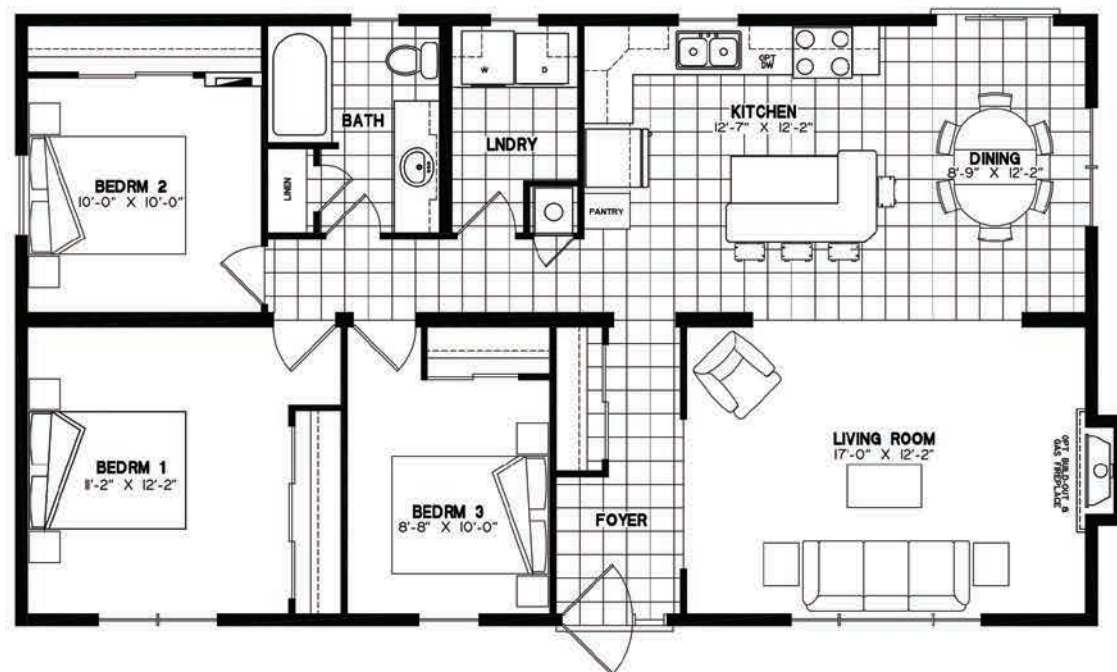 OPT
DW
W
D
KITCHEN
12'-7" X 12'-2"
BATH
LNDRY
DINING
8'-9" X 12'-2"
BEDRM 2
10'-0" X 10'-0"
LINEN
PANTRY
LIVING ROOM
17'-0" X 12'-2"
OPT BUILD-OUT &
GAS FIREPLACE
BEDRM 1
11'-2" X 12'-2"
BEDRM 3
8'-8" X 10'-0"
FOYER